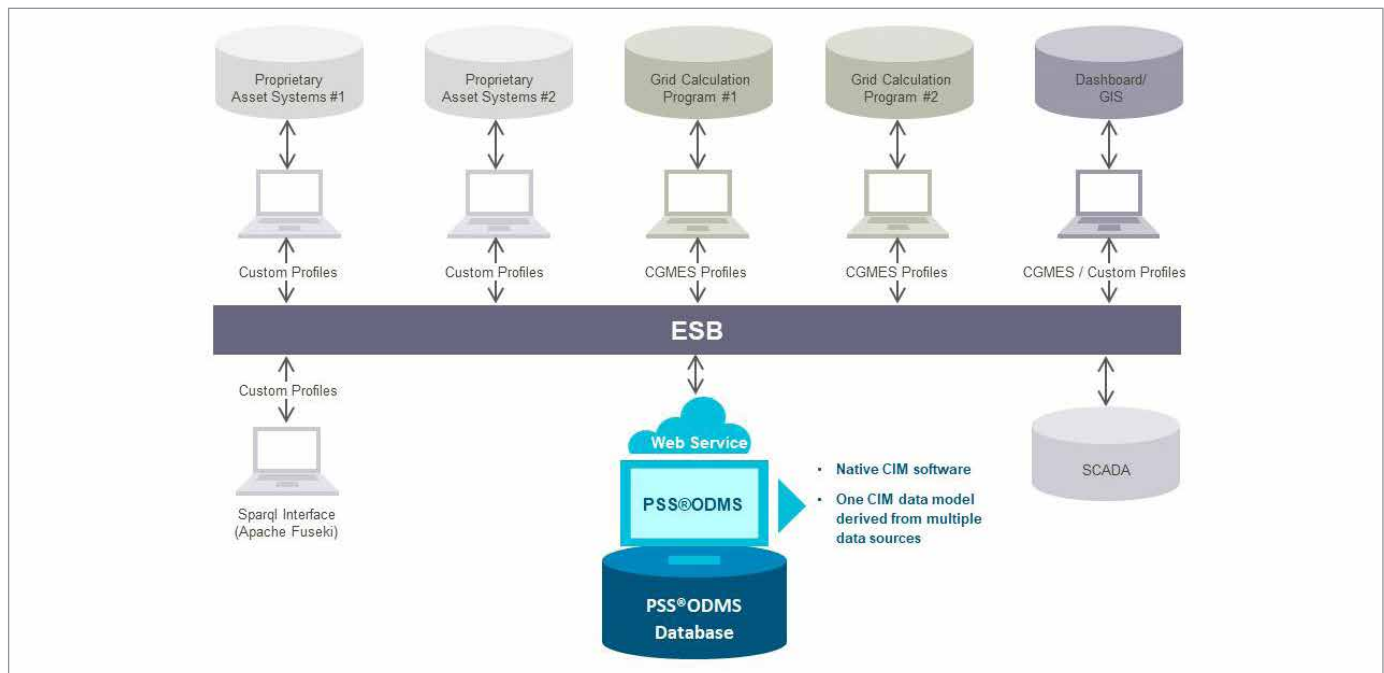 Proprietary
Asset Systems #1
Proprietary
Asset Systems #2
Grid Calculation
Program #1
Grid Calculation
Program #2
Dashboard/
GIS
Custom Profiles
Custom Profiles
CGMES Profiles
CGMES Profiles
CGMES / Custom Profiles
ESB
Custom Profiles
Sparql Interface
(Apache Fuseki)
Web Service
PSS®ODMS
• Native CIM software
• One CIM data model
derived from multiple
data sources
SCADA
PSS®ODMS
Database